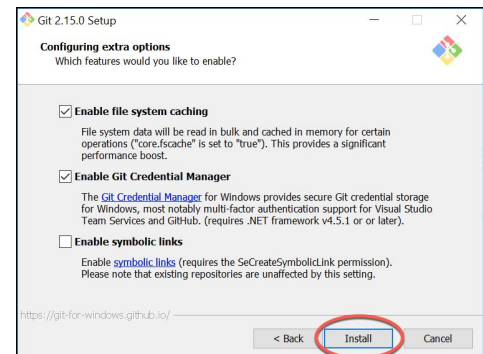 Git 2.15.0 Setup
Configuring extra options
Which features would you like to enable?
Enable file system caching
File system data will be read in bulk and cached in memory for certain
operations ("core.fscache" is set to "true"). This provides a significant
performance boost.
Enable Git Credential Manager
The Git Credential Manager for Windows provides secure Git credential storage
for Windows, most notably multi-factor authentication support for Visual Studio
Team Services and GitHub. (requires .NET framework v4.5.1 or or later).
Enable symbolic links
Enable symbolic links (requires the SeCreateSymbolicLink permission).
Please note that existing repositories are unaffected by this setting.
https://git-for-windows.github.io/
< Back Install Cancel